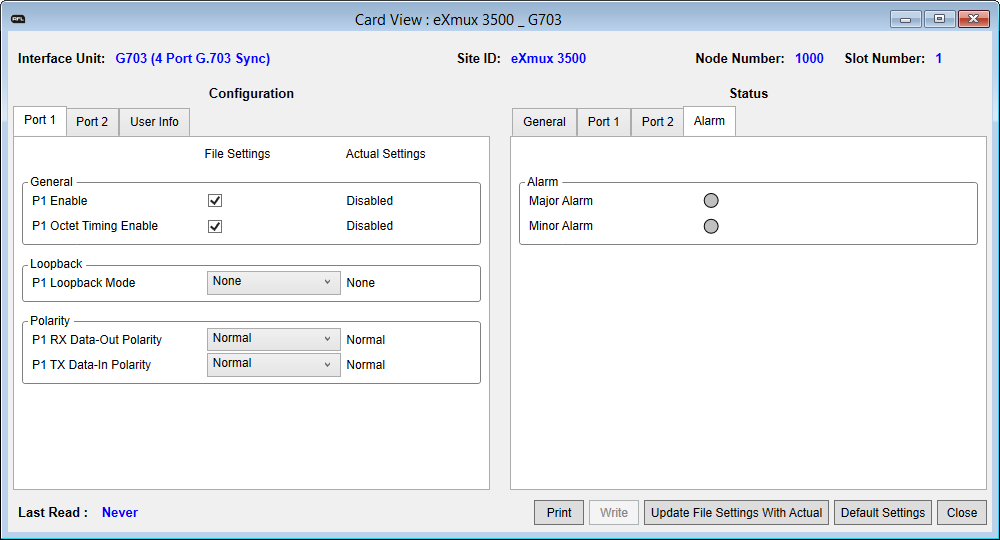 RFL
Card View : eXmux 3500 _ G703
Interface Unit: G703 (4 Port G.703 Sync) Site ID: eXmux 3500 Node Number: 1000 Slot Number: 1
Configuration
Port 1 Port 2 User Info
File Settings Actual Settings
General
P1 Enable Disabled
P1 Octet Timing Enable Disabled
Loopback
P1 Loopback Mode None None
Polarity
P1 RX Data-Out Polarity Normal Normal
P1 TX Data-In Polarity Normal Normal
Status
General Port 1 Port 2 Alarm
Alarm
Major Alarm
Minor Alarm
Last Read : Never
Print Write Update File Settings With Actual Default Settings Close